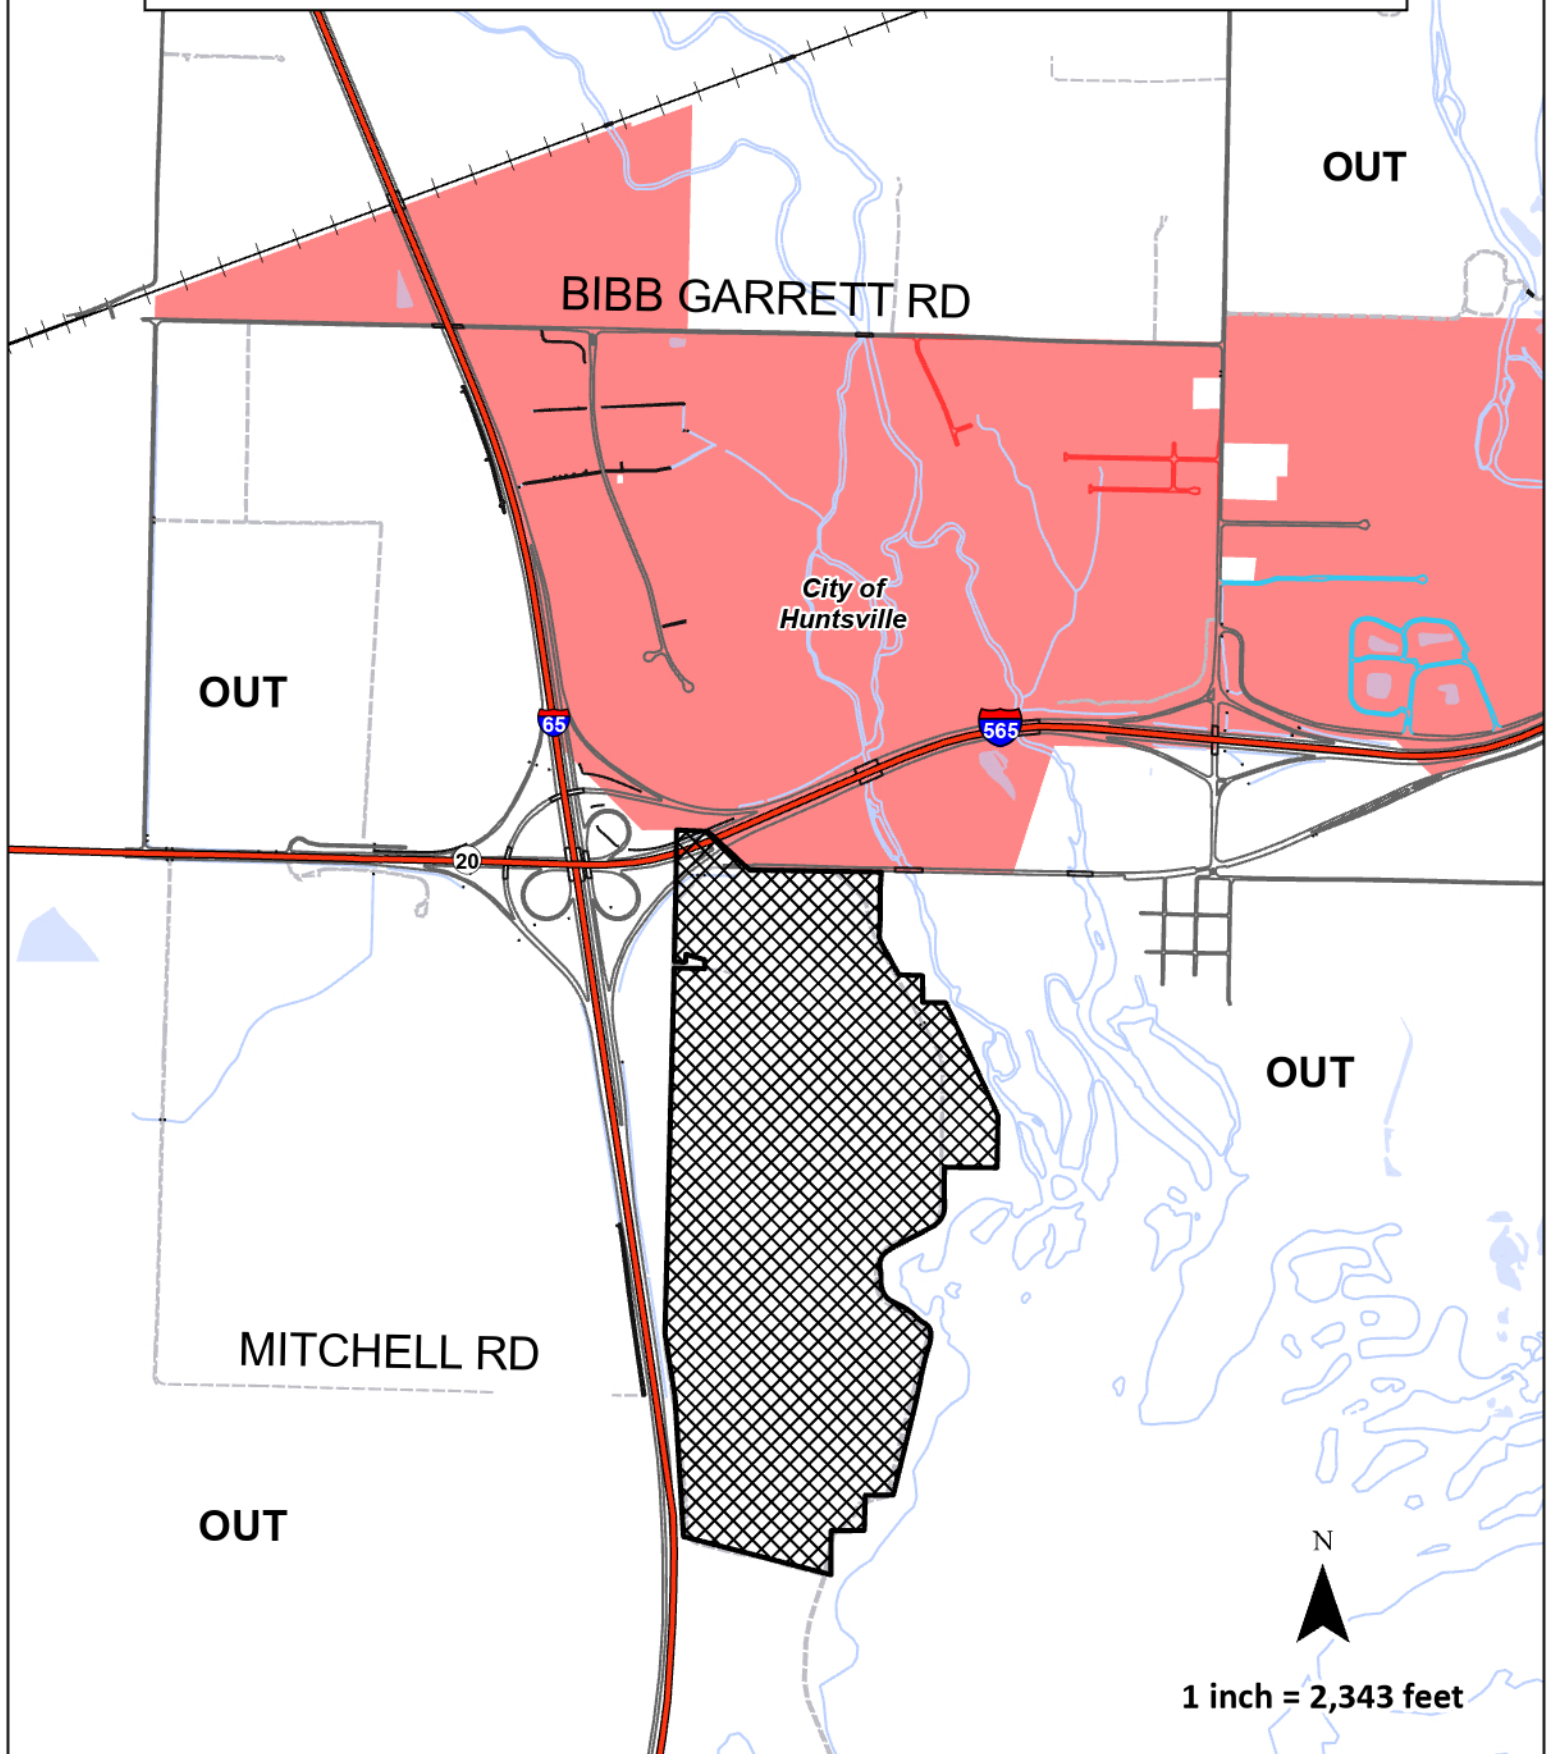 OUT
BIBB GARRETT RD
City of
Huntsville
OUT
65
565
20
OUT
MITCHELL RD
OUT
N
1 inch = 2,343 feet